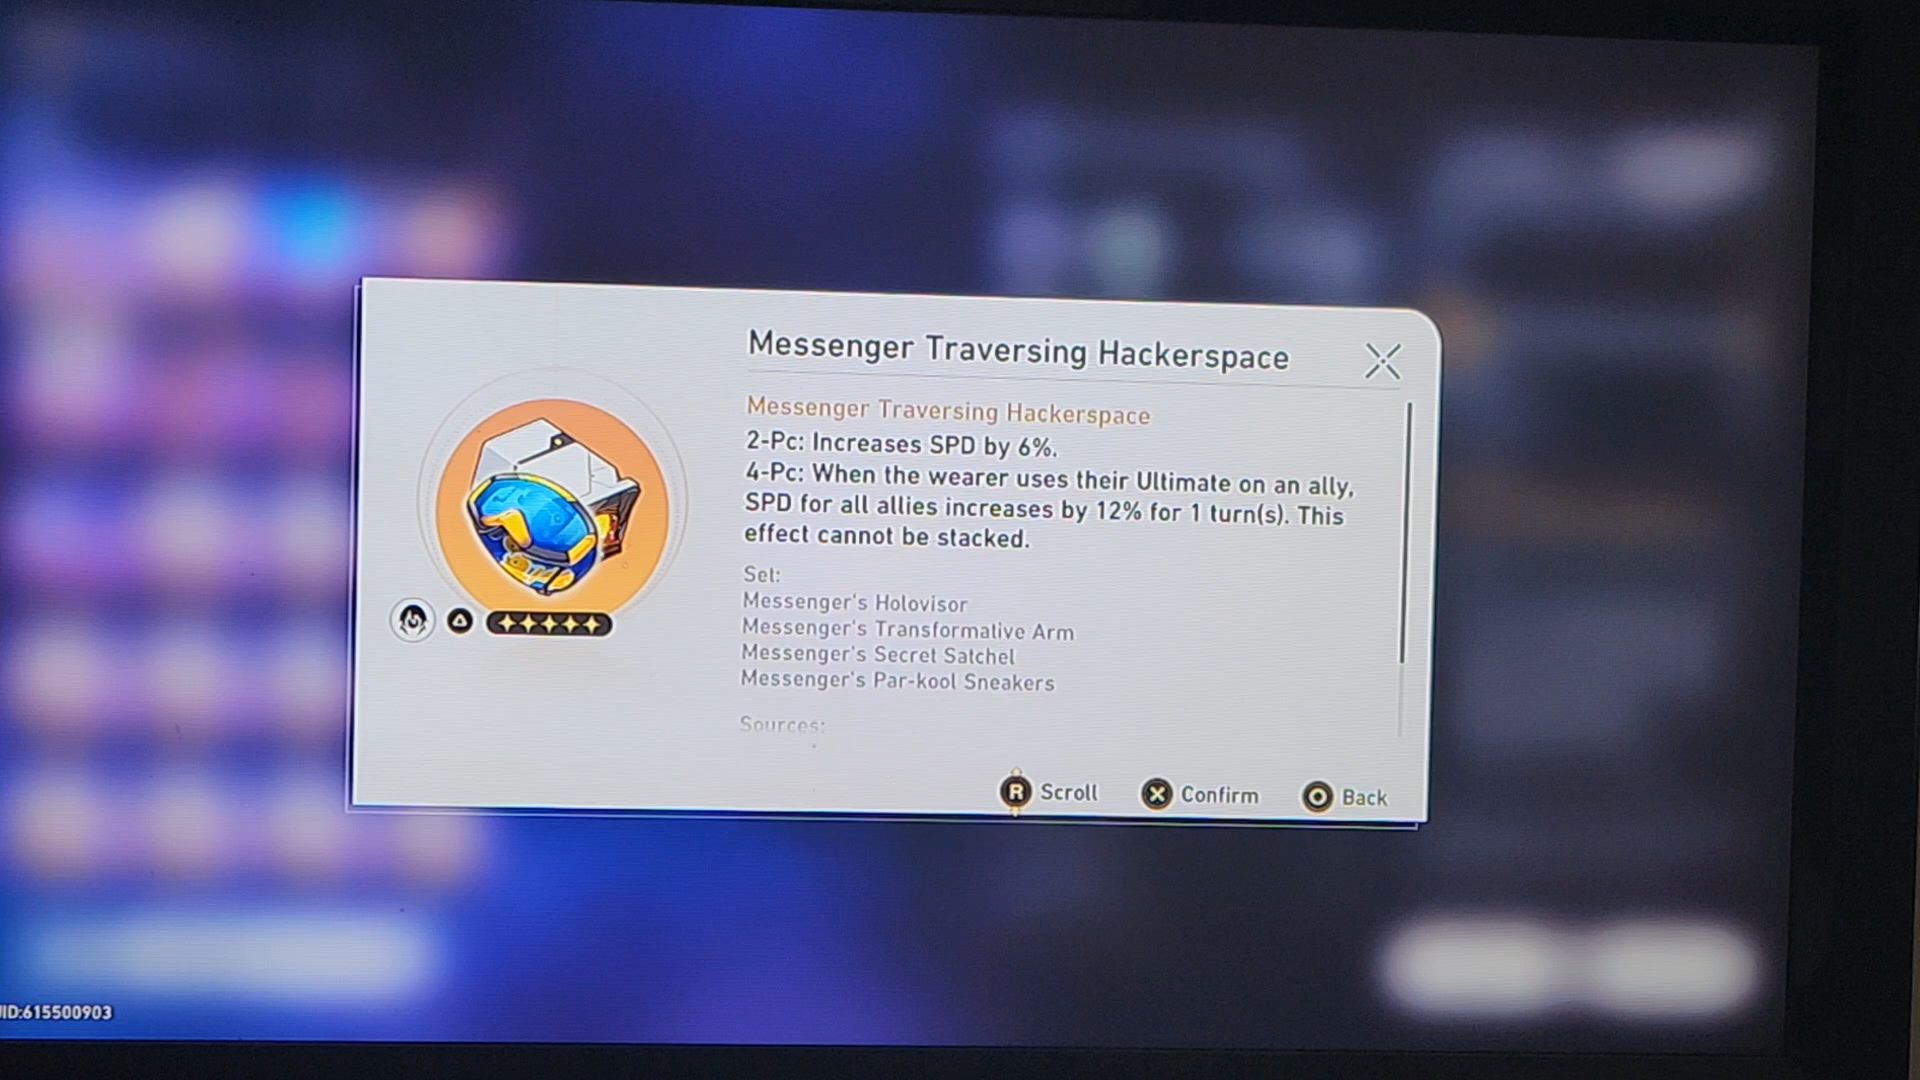 Messenger Traversing Hackerspace
Messenger Traversing Hackerspace
2-Pc: Increases SPD by 6%.
4-Pc: When the wearer uses their Ultimate on an ally,
SPD for all allies increases by 12% for 1 turn(s). This
effect cannot be stacked.
Set:
Messenger's Holovisor
Messenger's Transformative Arm
Messenger's Secret Satchel
Messenger's Par-kool Sneakers
Sources:
R Scroll
Confirm
Back
UID:615500903